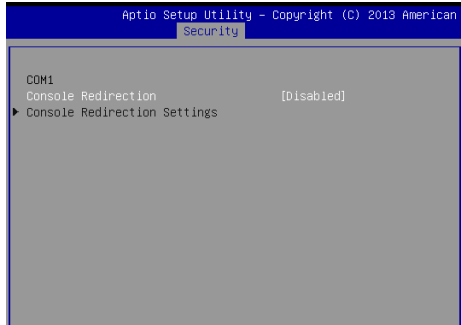 Aptio Setup Utility – Copyright (C) 2013 American
Security
COM1
Console Redirection [Disabled]
▶ Console Redirection Settings